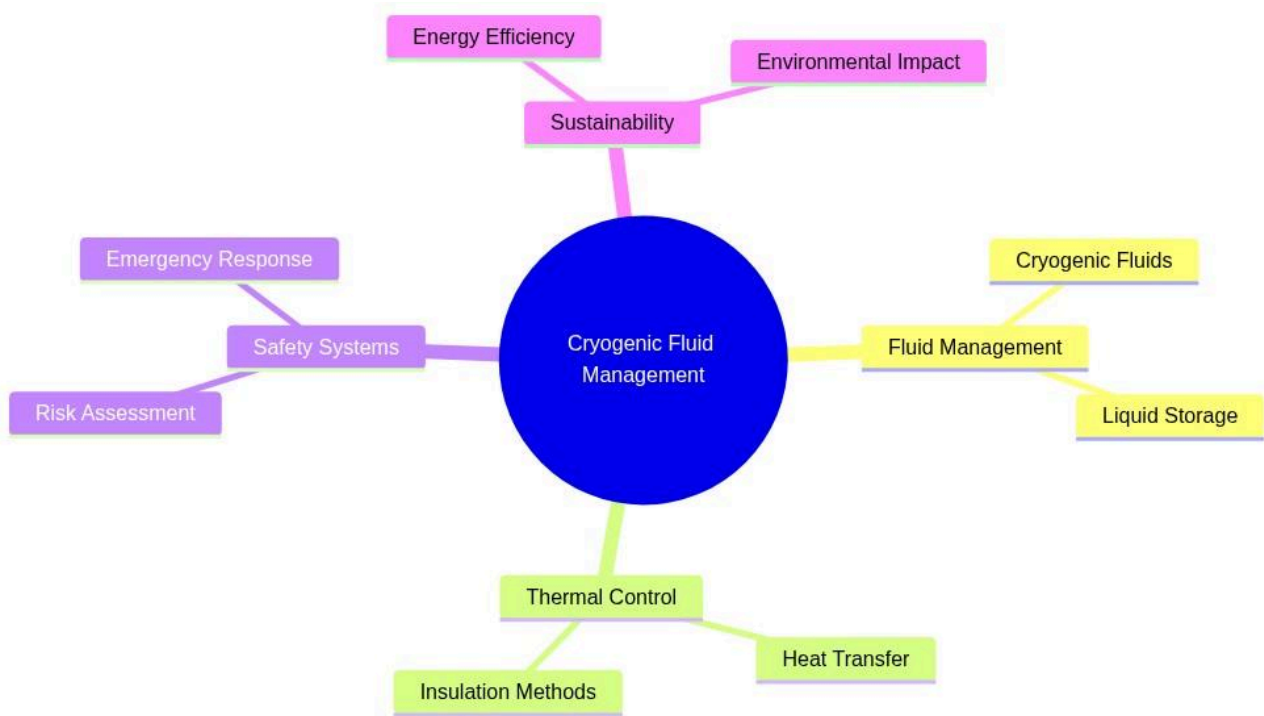 Energy Efficiency
Environmental Impact
Sustainability
Emergency Response
Cryogenic Fluids
Safety Systems
Cryogenic Fluid
Management
Fluid Management
Risk Assessment
Liquid Storage
Thermal Control
Heat Transfer
Insulation Methods